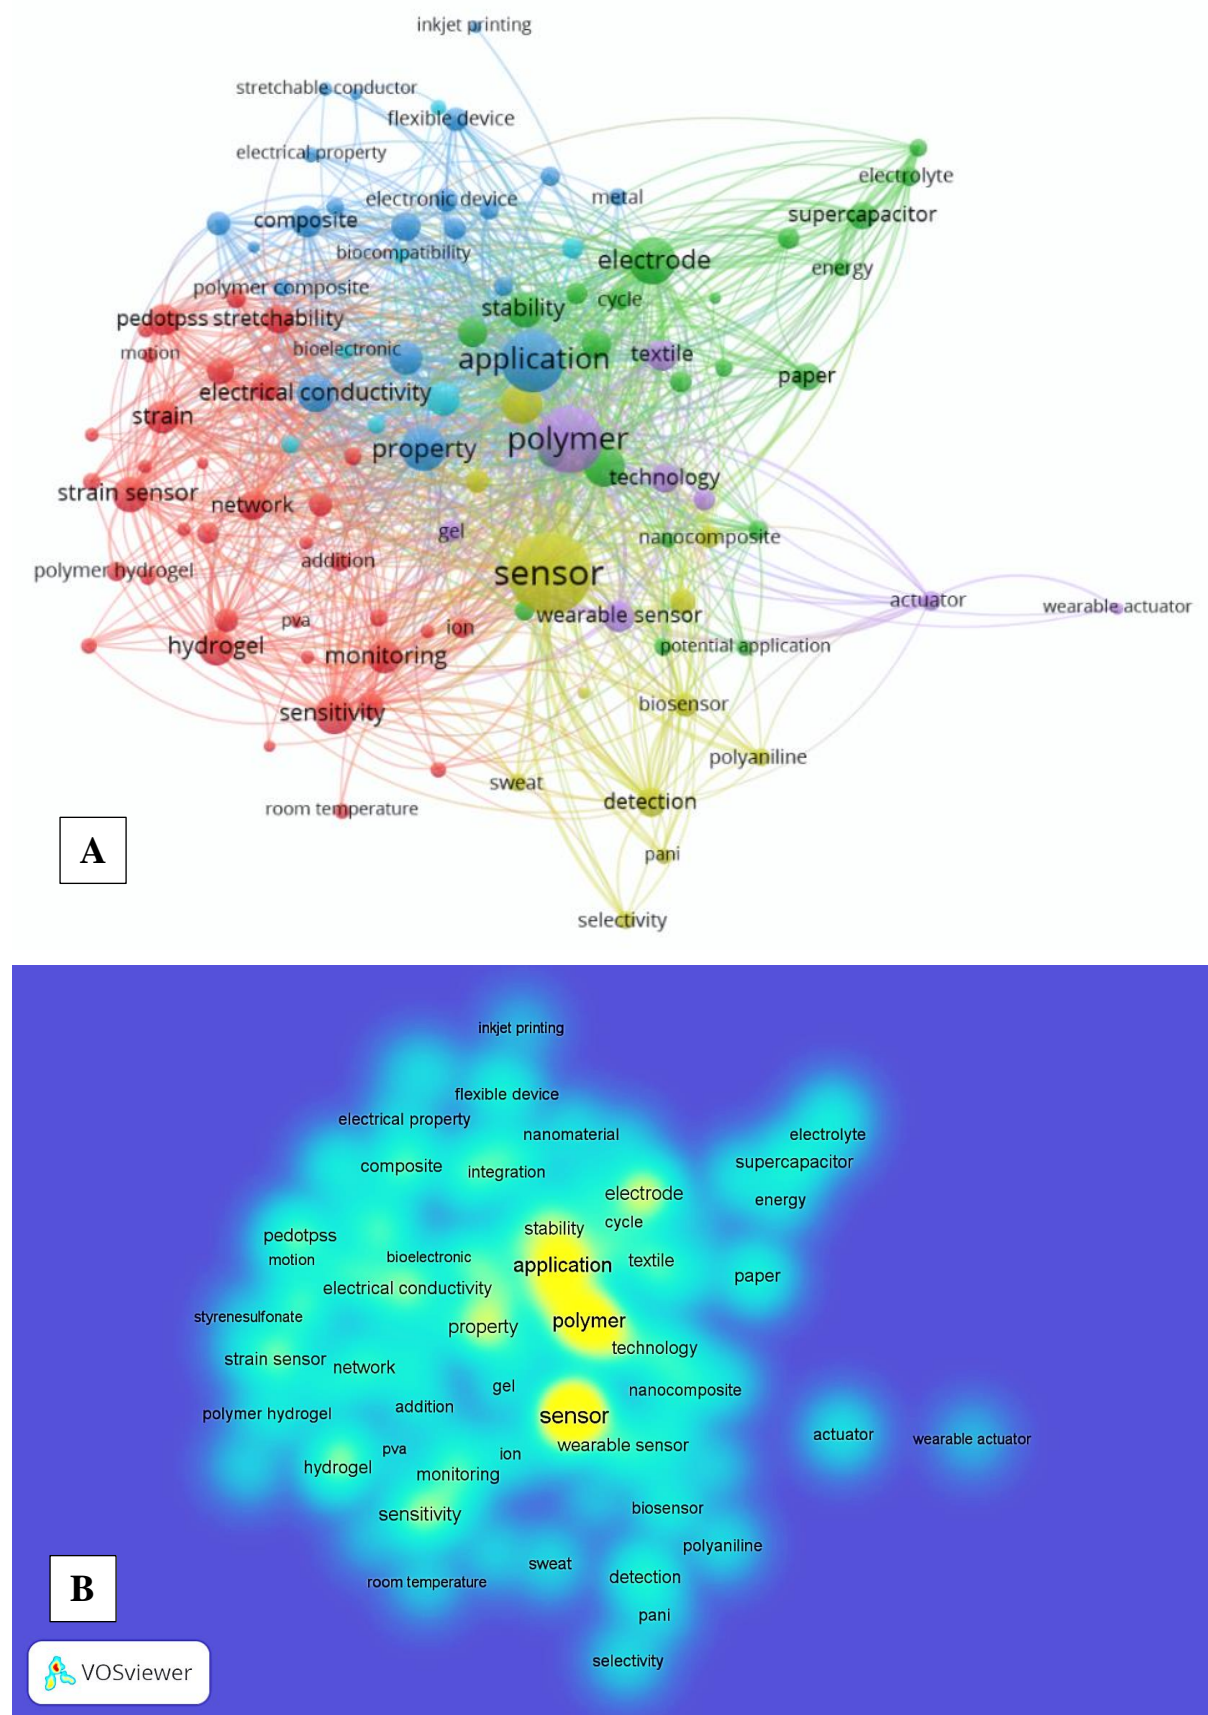 inkjet printing
stretchable conductor
flexible device
electrical property
electrolyte
electronic device
metal
composite
supercapacitor
biocompatibility
electrode
energy
polymer composite
stability
cycle
pedotpss stretchability
motion
bioelectronic
application
textile
paper
electrical conductivity
strain
polymer
property
technology
strain sensor
network
gel
nanocomposite
addition
polymer hydrogel
sensor
actuator
wearable actuator
pva
ion
wearable sensor
hydrogel
monitoring
potential application
sensitivity
biosensor
polyaniline
sweat
detection
room temperature
A
pani
selectivity
inkjet printing
flexible device
electrical property
nanomaterial
electrolyte
composite
integration
supercapacitor
electrode
energy
stability
cycle
pedotpss
motion
bioelectronic
application
textile
paper
electrical conductivity
styrenesulfonate
property
polymer
technology
strain sensor
network
gel
nanocomposite
addition
polymer hydrogel
sensor
actuator
wearable actuator
pva
ion
wearable sensor
hydrogel
monitoring
sensitivity
biosensor
polyaniline
sweat
detection
room temperature
B
pani
selectivity
VOSviewer